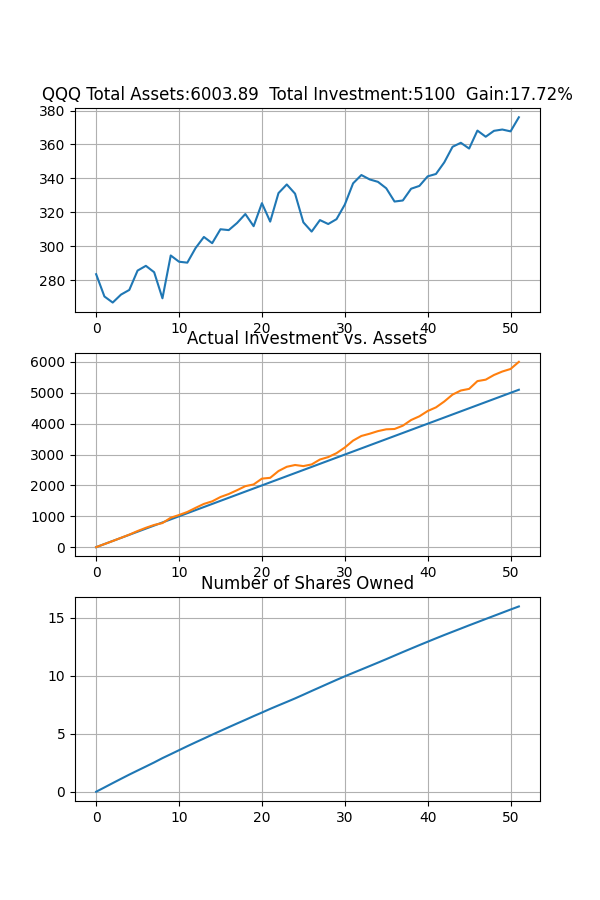 QQQ Total Assets:6003.89  Total Investment:5100  Gain:17.72%
380
360
340
320
300
280
0 10 20 30 40 50
Actual Investment vs. Assets
6000
5000
4000
3000
2000
1000
0
0 10 20 30 40 50
Number of Shares Owned
15
10
5
0
0 10 20 30 40 50